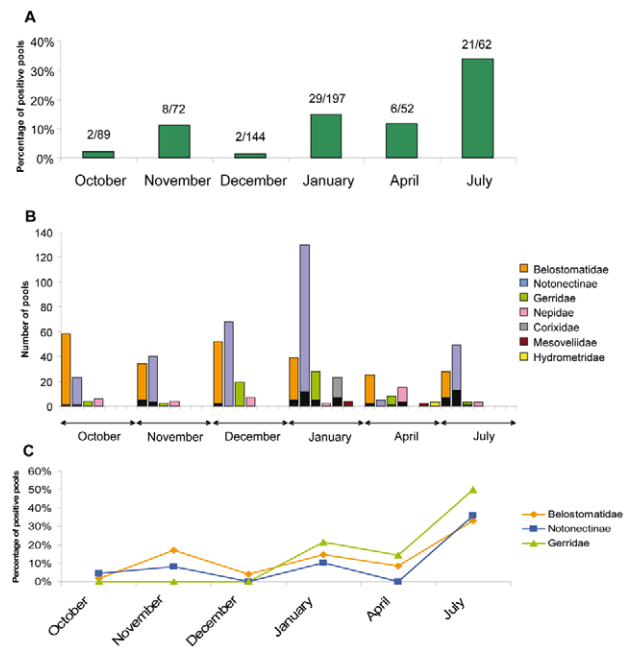 A
Percentage of positive pools
40%
30%
20%
10%
0%
2/89
8/72
2/144
29/197
6/52
21/62
October
November
December
January
April
July
B
Number of pools
140
120
100
80
60
40
20
0
Belostomatidae
Notonectinae
Gerridae
Nepidae
Corixidae
Mesoveliidae
Hydrometridae
October
November
December
January
April
July
C
Percentage of positive pools
60%
50%
40%
30%
20%
10%
0%
Belostomatidae
Notonectinae
Gerridae
October
November
December
January
April
July